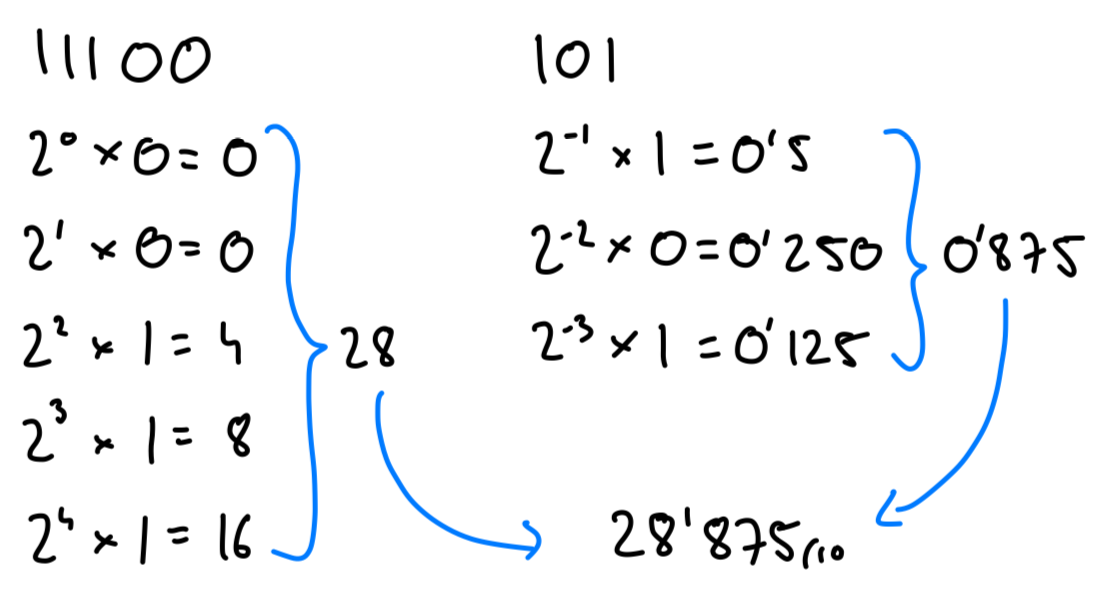 11100
2⁰ × 0 = 0
2¹ × 0 = 0
2² × 1 = 4
2³ × 1 = 8
2⁴ × 1 = 16
28
101
2⁻¹ × 1 = 0'5
2⁻² × 0 = 0'250
2⁻³ × 1 = 0'125
0'875
28'875₍₁₀